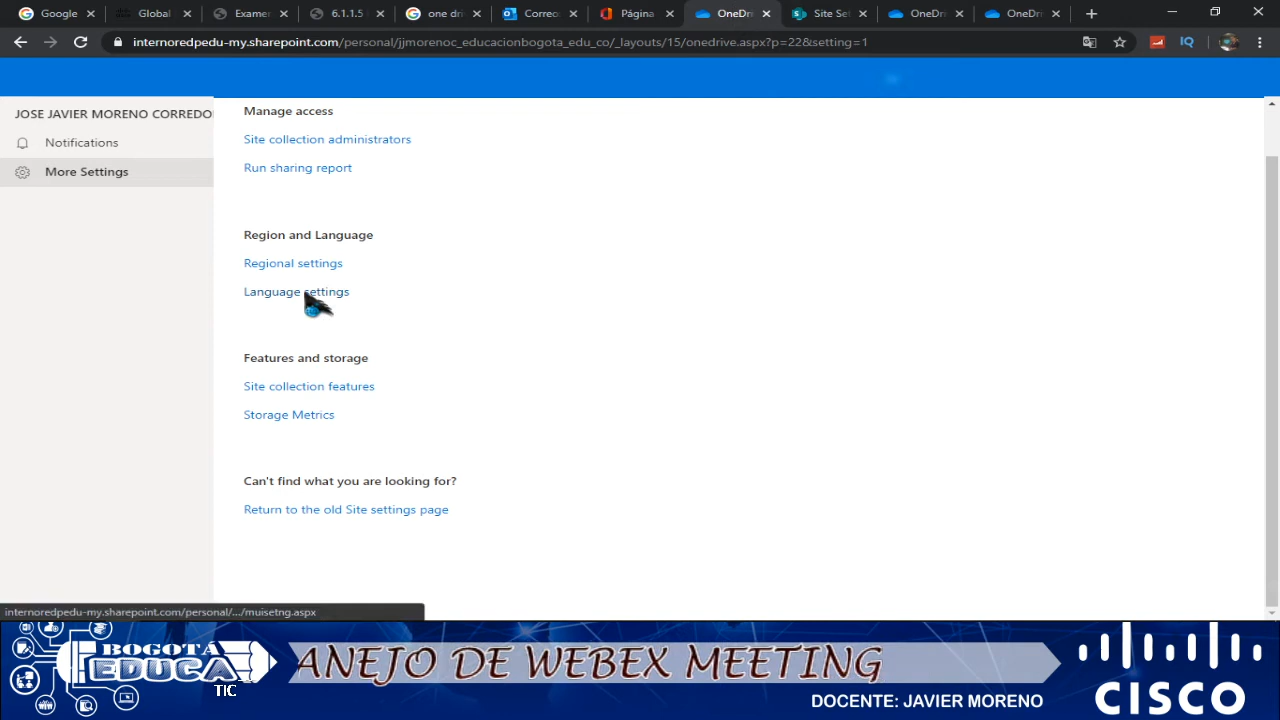 Google
Global
Examer
6.1.1.5
one dri
Correo
Página
OneDri
Site Se
OneDri
OneDri
internoredpedu-my.sharepoint.com/personal/jjmorenoc_educacionbogota_edu_co/_layouts/15/onedrive.aspx?p=22&setting=1
JOSE JAVIER MORENO CORREDO
Notifications
More Settings
Manage access
Site collection administrators
Run sharing report
Region and Language
Regional settings
Language settings
Features and storage
Site collection features
Storage Metrics
Can't find what you are looking for?
Return to the old Site settings page
internoredpedu-my.sharepoint.com/personal/.../muisetng.aspx
BOGOTA
EDUCA
TIC
ANEJO DE WEBEX MEETING
DOCENTE: JAVIER MORENO
CISCO